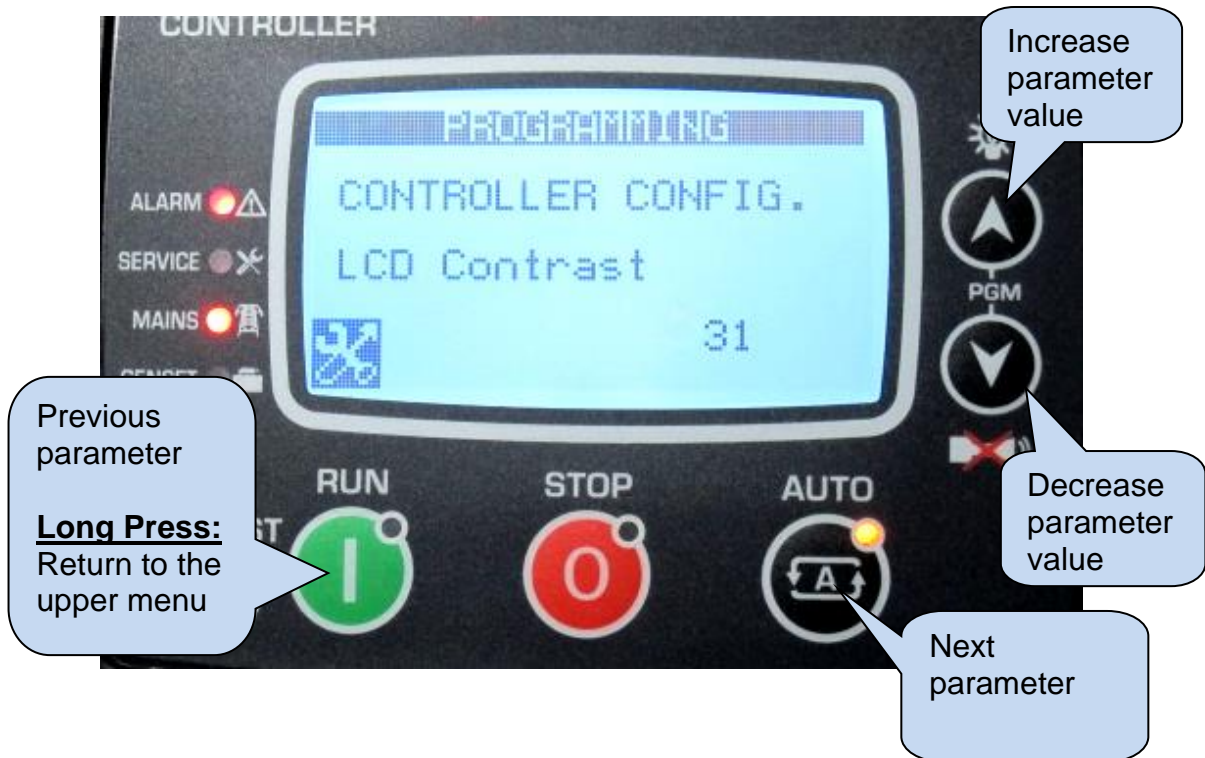 CONTROLLER
Increase
parameter
value
PROGRAMMING
CONTROLLER CONFIG.
LCD Contrast
31
ALARM
SERVICE
MAINS
PGM
Previous
parameter
Long Press:
Return to the
upper menu
RUN
STOP
AUTO
I
O
A
Decrease
parameter
value
Next
parameter